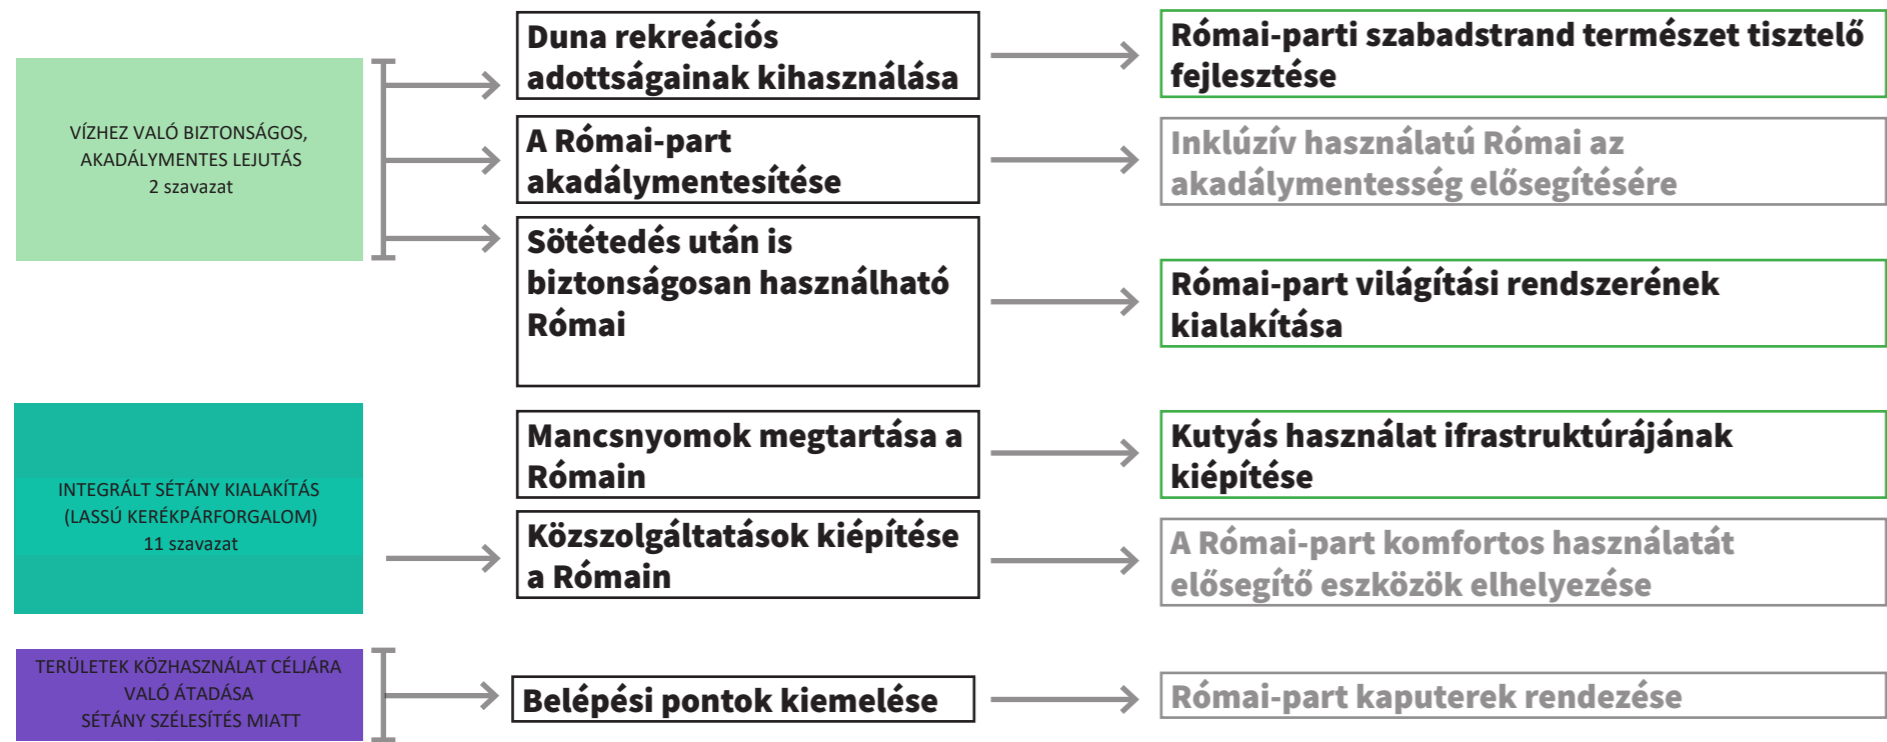 VÍZHEZ VALÓ BIZTONSÁGOS,
AKADÁLYMENTES LEJUTÁS
2 szavazat
Duna rekreációs
adottságainak kihasználása
Római-parti szabadstrand természet tisztelő
fejlesztése
A Római-part
akadálymentesítése
Inklúzív használatú Római az
akadálymentesség elősegítésére
Sötétedés után is
biztonságosan használható
Római
Római-part világítási rendszerének
kialakítása
INTEGRÁLT SÉTÁNY KIALAKÍTÁS
(LASSÚ KERÉKPÁRFORGALOM)
11 szavazat
Mancsnyomok megtartása a
Rómain
Kutyás használat ifrastruktúrájának
kiépítése
Közszolgáltatások kiépítése
a Rómain
A Római-part komfortos használatát
elősegítő eszközök elhelyezése
TERÜLETEK KÖZHASZNÁLAT CÉLJÁRA
VALÓ ÁTADÁSA
SÉTÁNY SZÉLESÍTÉS MIATT
Belépési pontok kiemelése
Római-part kaputerek rendezése